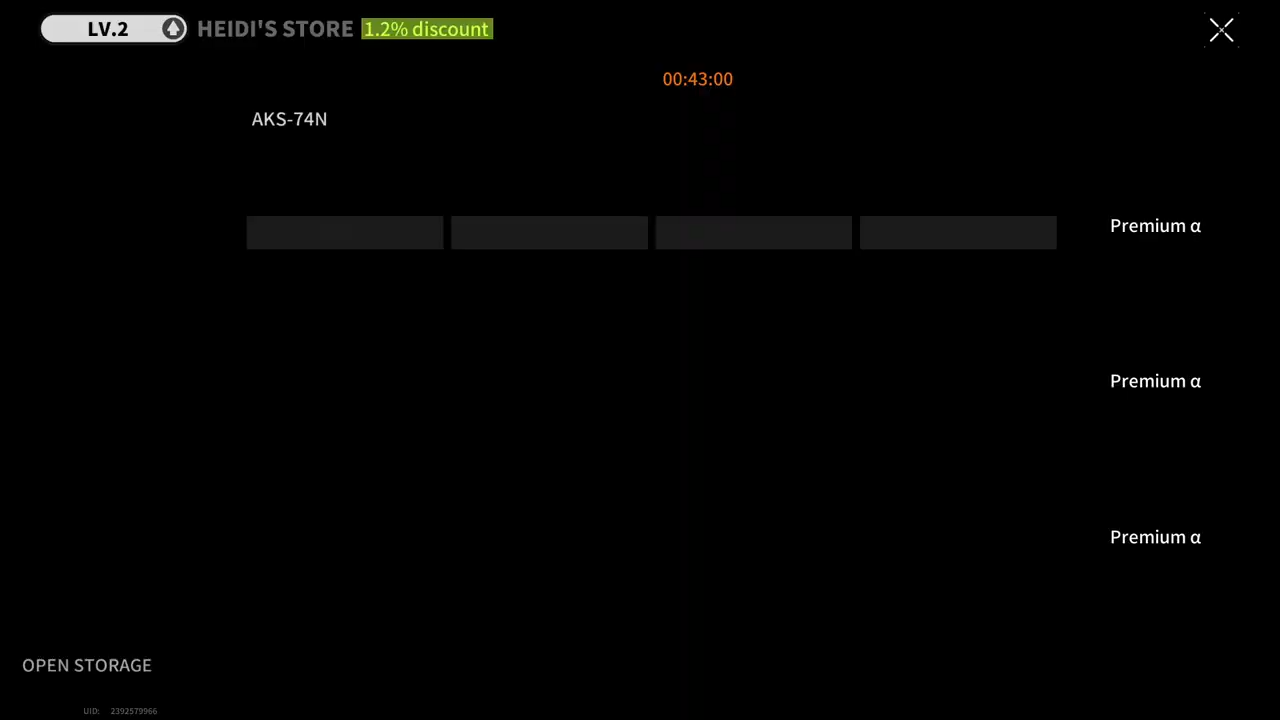 LV.2 HEIDI'S STORE 1.2% discount
00:43:00
AKS-74N
Premium α
Premium α
Premium α
OPEN STORAGE
UID: 2392579966